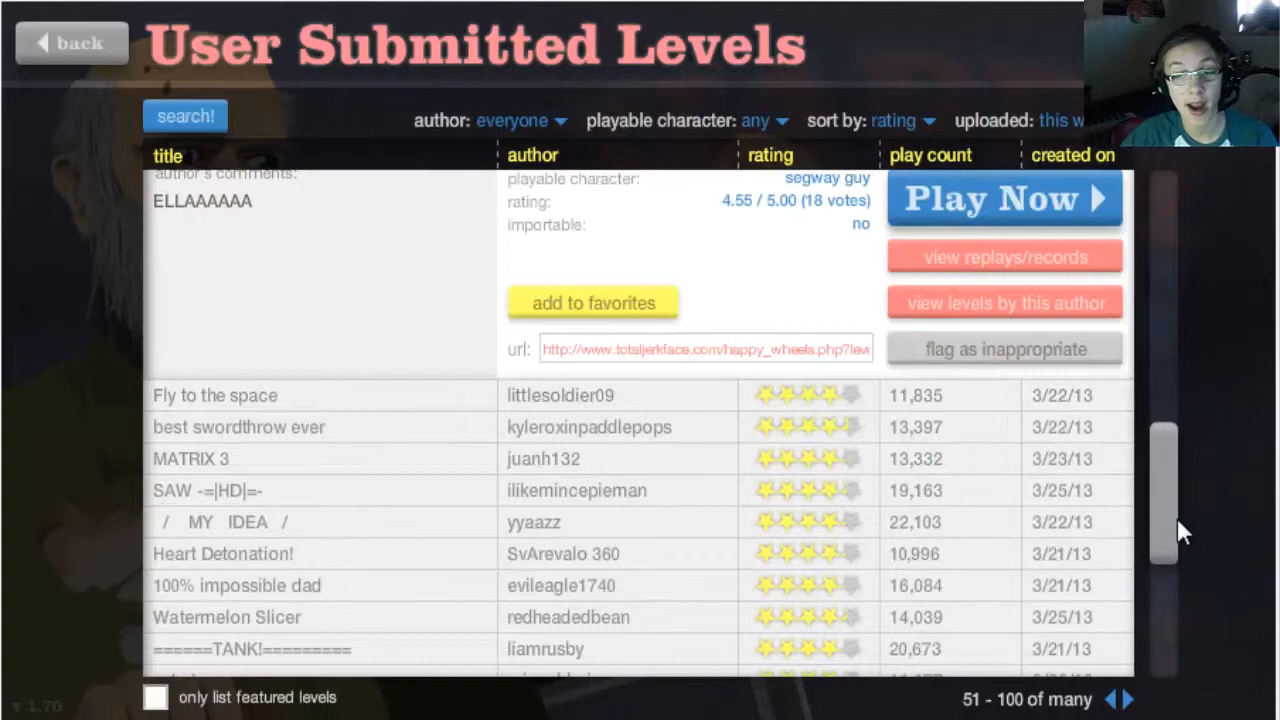 back
User Submitted Levels
search!
author: everyone playable character: any sort by: rating uploaded: this w
title author rating play count created on
author's comments:
ELLAAAAAA
playable character: segway guy
rating: 4.55 / 5.00 (18 votes)
importable: no
Play Now
view replays/records
add to favorites
view levels by this author
url: http://www.totaljerkface.com/happy_wheels.php?lev
flag as inappropriate
Fly to the space littlesoldier09 11,835 3/22/13
best swordthrow ever kyleroxinpaddlepops 13,397 3/22/13
MATRIX 3 juanh132 13,332 3/23/13
SAW -=|HD|=- ilikemincepieman 19,163 3/25/13
/ MY IDEA / yyaazz 22,103 3/22/13
Heart Detonation! SvArevalo 360 10,996 3/21/13
100% impossible dad evileagle1740 16,084 3/21/13
Watermelon Slicer redheadedbean 14,039 3/25/13
======TANK!========= liamrusby 20,673 3/21/13
only list featured levels
51 - 100 of many
v 1.70